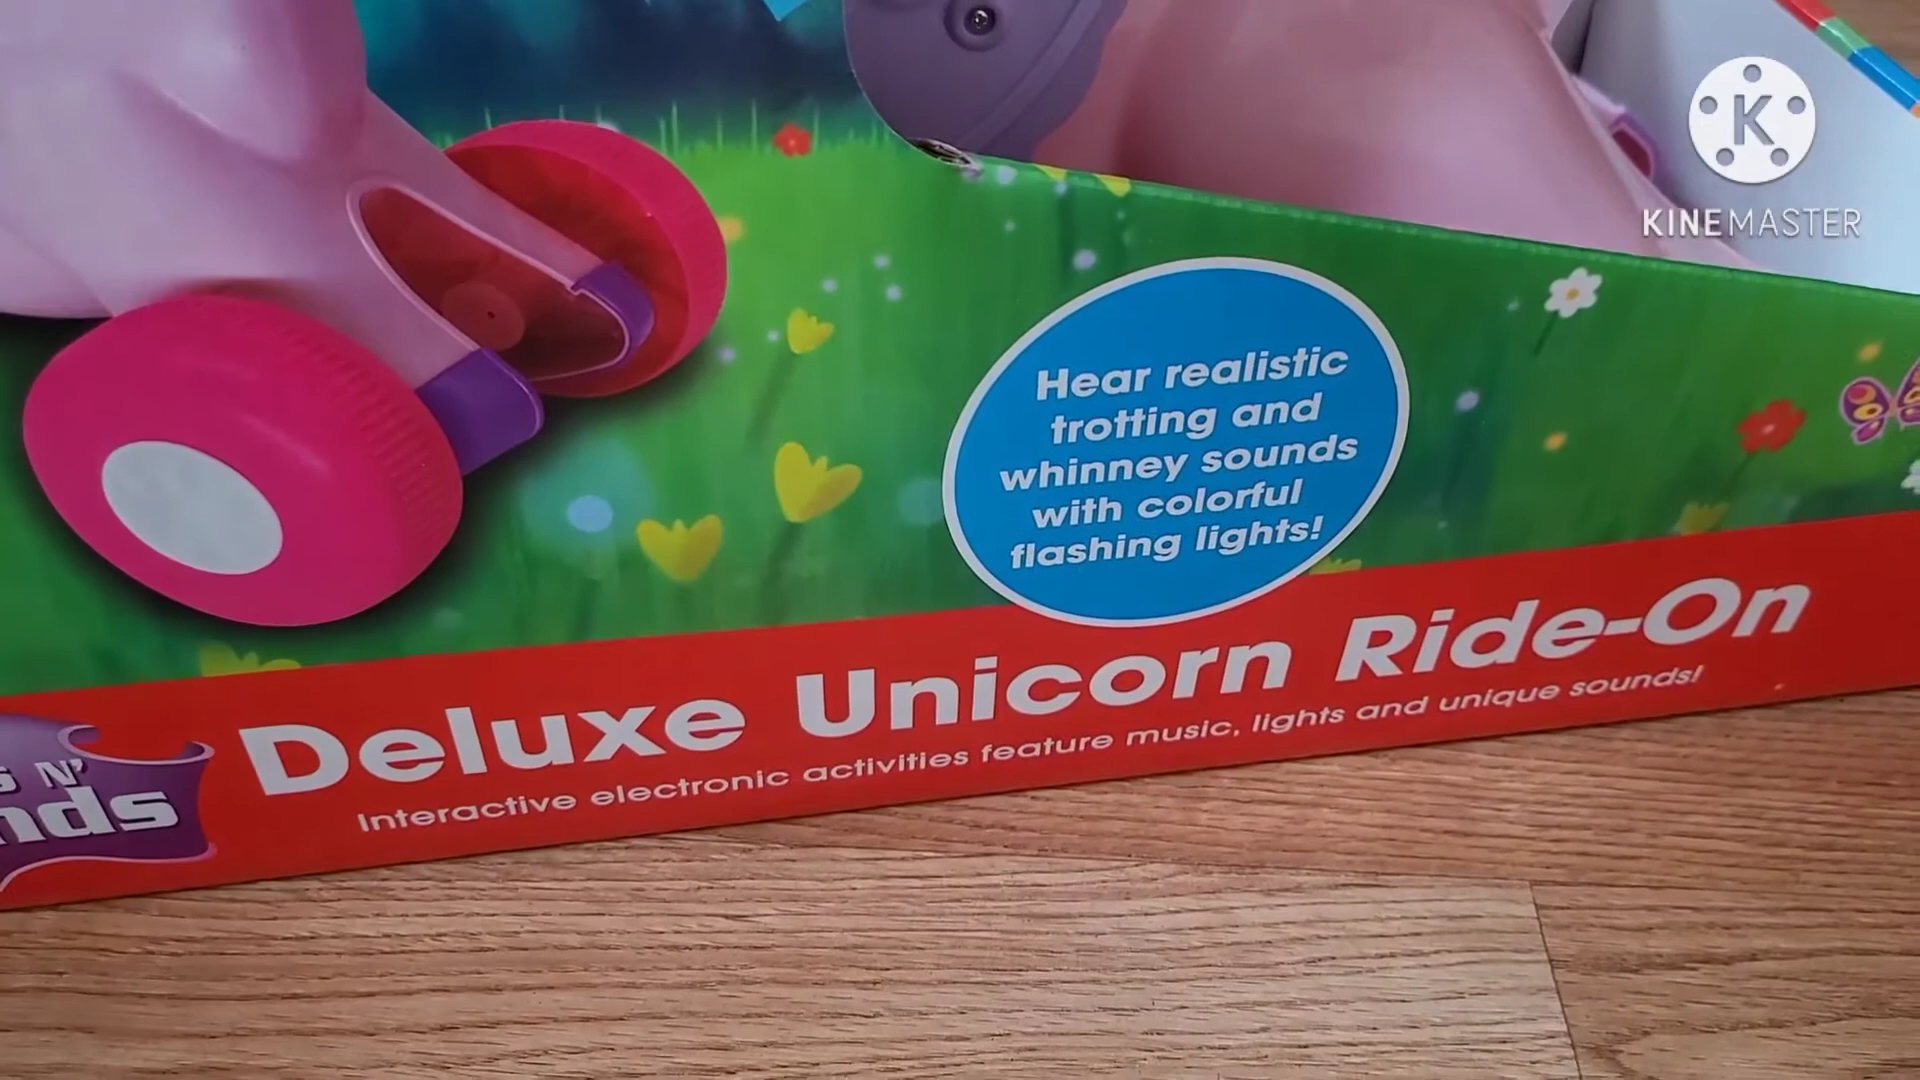 K
KINEMASTER
Hear realistic
trotting and
whinney sounds
with colorful
flashing lights!
Deluxe Unicorn Ride-On
Interactive electronic activities feature music, lights and unique sounds!
N'